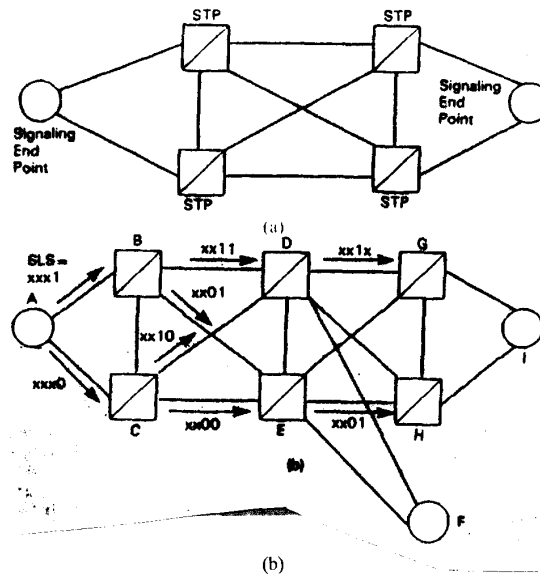 STP
STP
Signaling
End
Point
Signaling
End
Point
STP
STP
(a)
B
D
G
SLS =
xxx1
xx11
xx1x
A
xx01
xx10
I
xxx0
xx00
xx01
C
E
H
(b)
F
(b)